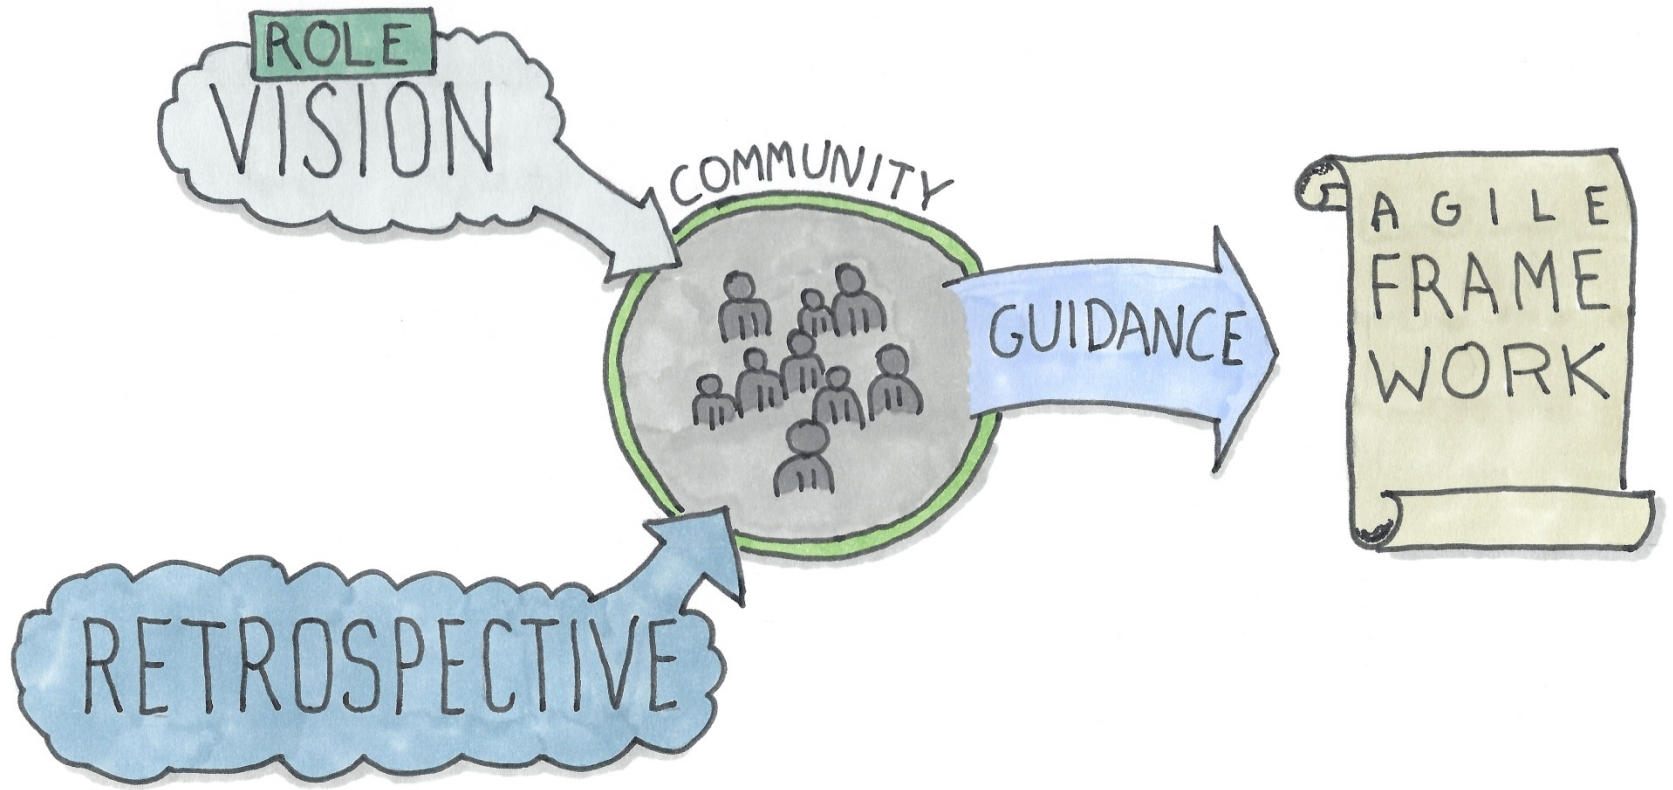 ROLE
VISION
COMMUNITY
GUIDANCE
AGILE
FRAME
WORK
RETROSPECTIVE